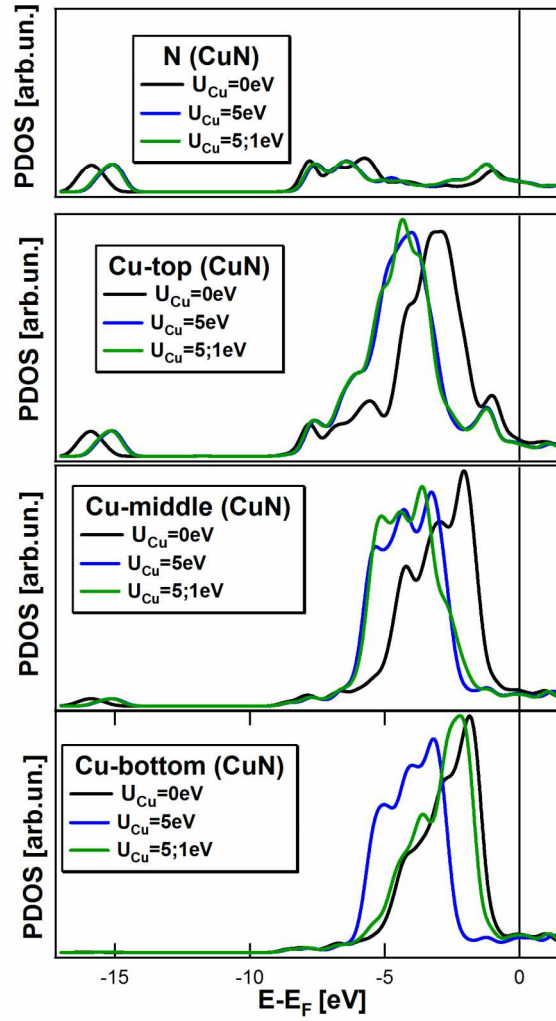 PDOS [arb.un.]
N (CuN)
U_Cu=0eV
U_Cu=5eV
U_Cu=5;1eV
PDOS [arb.un.]
Cu-top (CuN)
U_Cu=0eV
U_Cu=5eV
U_Cu=5;1eV
PDOS [arb.un.]
Cu-middle (CuN)
U_Cu=0eV
U_Cu=5eV
U_Cu=5;1eV
PDOS [arb.un.]
Cu-bottom (CuN)
U_Cu=0eV
U_Cu=5eV
U_Cu=5;1eV
-15 -10 -5 0
E-E_F [eV]